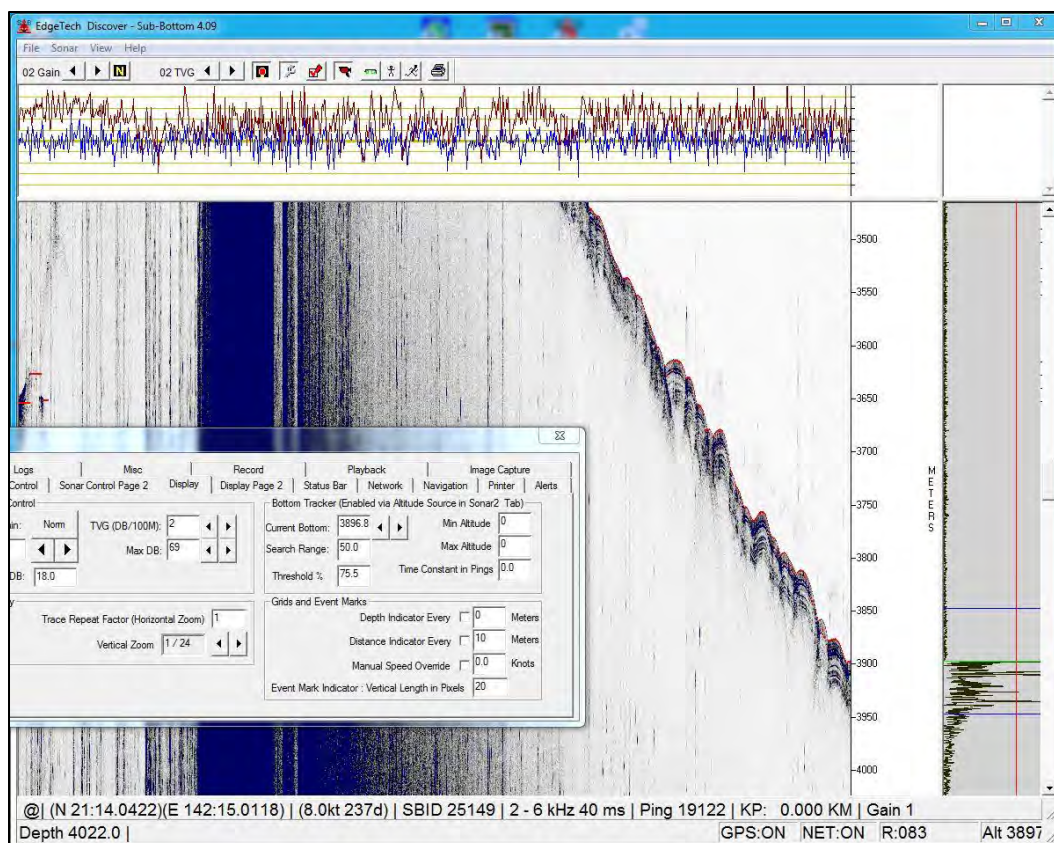 EdgeTech Discover - Sub-Bottom 4.09
File Sonar View Help
02 Gain N 02 TVG
3500
3550
3600
3650
3700
3750
3800
3850
3900
3950
4000
METERS
Logs Misc Record Playback Image Capture
Control Sonar Control Page 2 Display Display Page 2 Status Bar Network Navigation Printer Alerts
Control
Norm TVG (DB/100M): 2
Max DB: 69
DB: 18.0
Trace Repeat Factor (Horizontal Zoom) 1
Vertical Zoom 1 / 24
Bottom Tracker (Enabled via Altitude Source in Sonar2 Tab)
Current Bottom: 3896.8 Min Altitude 0
Search Range: 50.0 Max Altitude 0
Threshold % 75.5 Time Constant in Pings 0.0
Grids and Event Marks
Depth Indicator Every 0 Meters
Distance Indicator Every 10 Meters
Manual Speed Override 0.0 Knots
Event Mark Indicator : Vertical Length in Pixels 20
@| (N 21:14.0422)(E 142:15.0118) | (8.0kt 237d) | SBID 25149 | 2 - 6 kHz 40 ms | Ping 19122 | KP: 0.000 KM | Gain 1
Depth 4022.0 | GPS:ON NET:ON R:083 Alt 3897